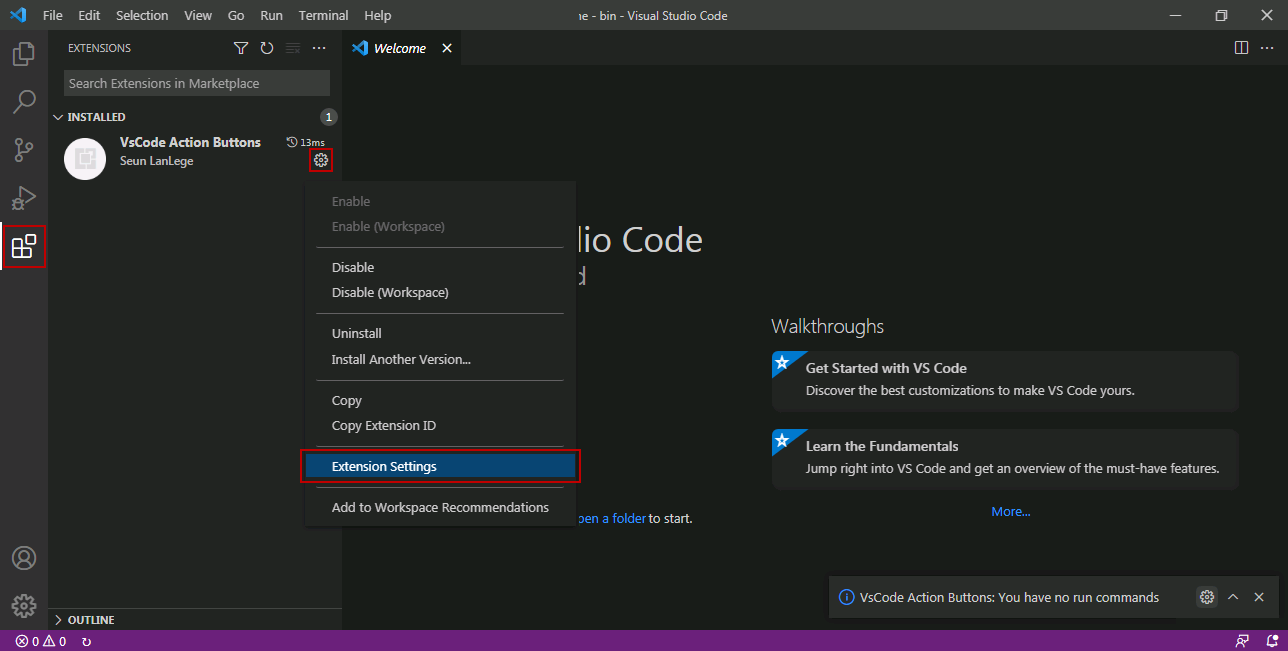 File Edit Selection View Go Run Terminal Help
ne - bin - Visual Studio Code
EXTENSIONS
Welcome
Search Extensions in Marketplace
INSTALLED 1
VsCode Action Buttons 13ms
Seun LanLege
Enable
Enable (Workspace)
Disable
Disable (Workspace)
Uninstall
Install Another Version...
Copy
Copy Extension ID
Extension Settings
Add to Workspace Recommendations
dio Code
d
pen a folder to start.
Walkthroughs
Get Started with VS Code
Discover the best customizations to make VS Code yours.
Learn the Fundamentals
Jump right into VS Code and get an overview of the must-have features.
More...
VsCode Action Buttons: You have no run commands
OUTLINE
0 0